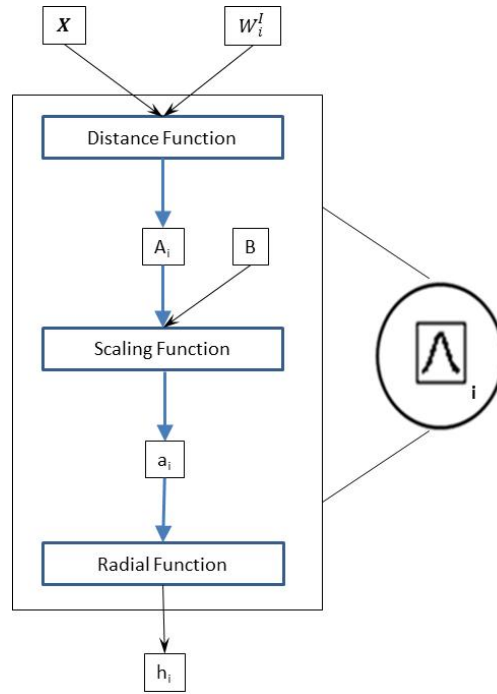 X
W_i^I
Distance Function
A_i
B
Scaling Function
i
a_i
Radial Function
h_i